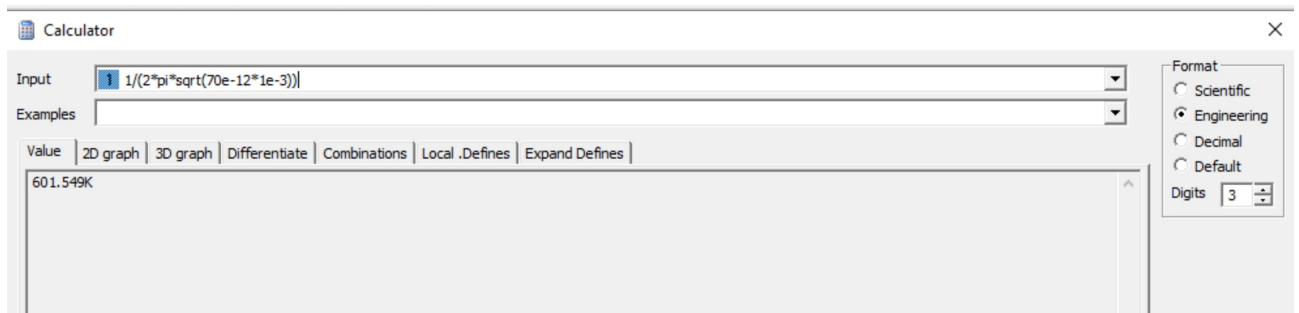 Calculator
Input 1 1/(2*pi*sqrt(70e-12*1e-3))
Examples
Value 2D graph 3D graph Differentiate Combinations Local .Defines Expand Defines
601.549K
Format
Scientific
Engineering
Decimal
Default
Digits 3